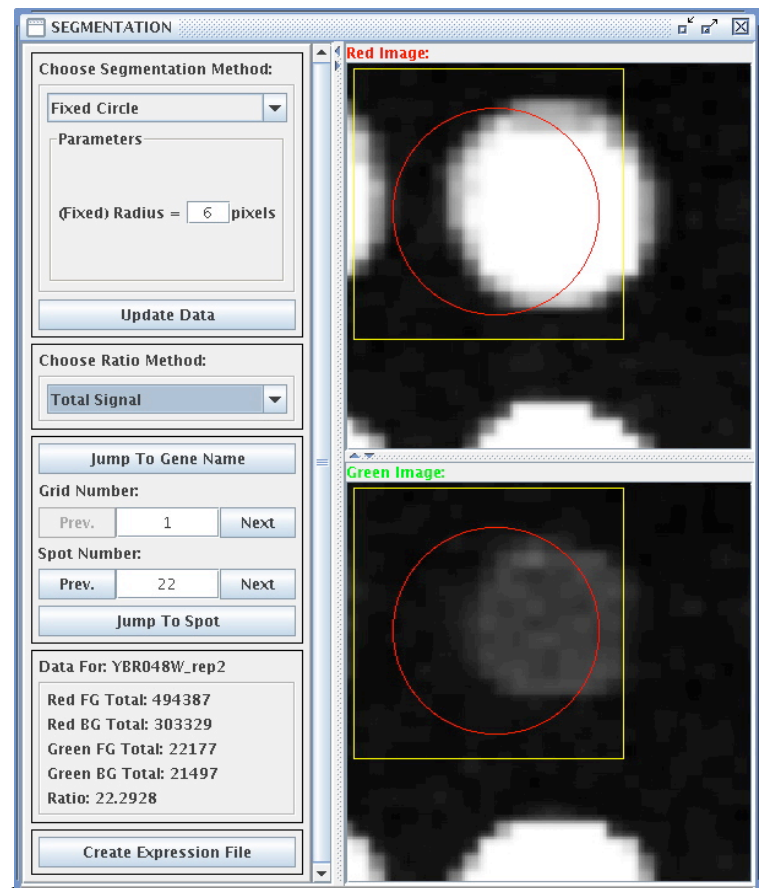 SEGMENTATION
Choose Segmentation Method:
Fixed Circle
Parameters
(Fixed) Radius = 6 pixels
Update Data
Choose Ratio Method:
Total Signal
Jump To Gene Name
Grid Number:
Prev. 1 Next
Spot Number:
Prev. 22 Next
Jump To Spot
Data For: YBR048W_rep2
Red FG Total: 494387
Red BG Total: 303329
Green FG Total: 22177
Green BG Total: 21497
Ratio: 22.2928
Create Expression File
Red Image:
Green Image: